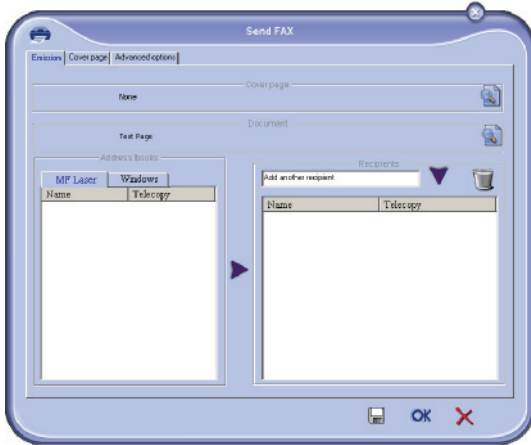 Send FAX
Emission Cover page Advanced options
Cover page
None
Document
Test Page
Address books
Recipients
MF Laser Windows
Add another recipient
Name Telecopy
Name Telecopy
OK